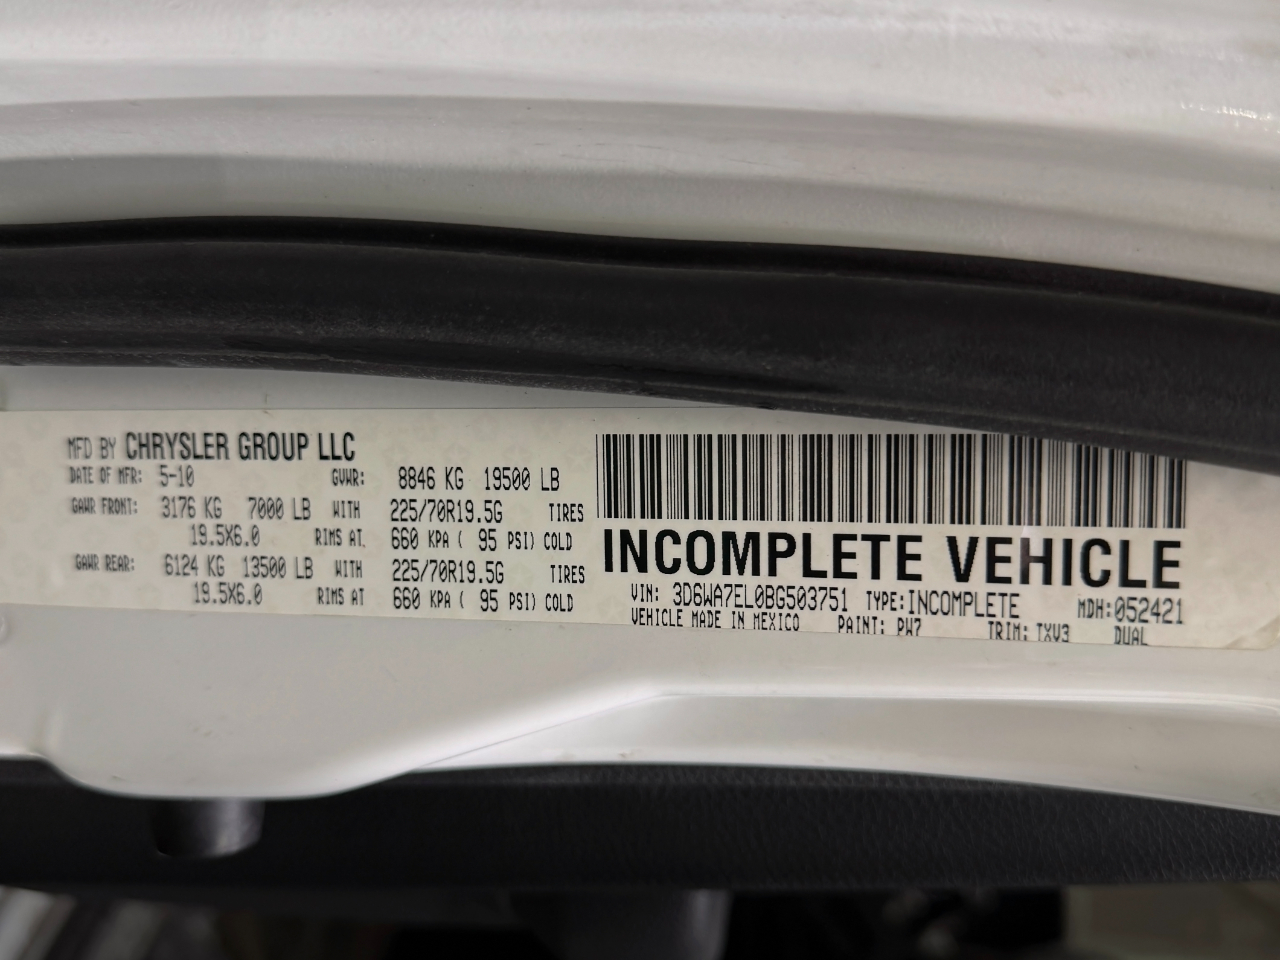 MFD BY CHRYSLER GROUP LLC
DATE OF MFR: 5-10 GVWR: 8846 KG 19500 LB
GAWR FRONT: 3176 KG 7000 LB WITH 225/70R19.5G TIRES
19.5X6.0 RIMS AT 660 KPA ( 95 PSI) COLD
GAWR REAR: 6124 KG 13500 LB WITH 225/70R19.5G TIRES
19.5X6.0 RIMS AT 660 KPA ( 95 PSI) COLD
INCOMPLETE VEHICLE
VIN: 3D6WA7EL0BG503751 TYPE: INCOMPLETE MDH: 052421
VEHICLE MADE IN MEXICO PAINT: PW7 TRIM: TXV3 DUAL